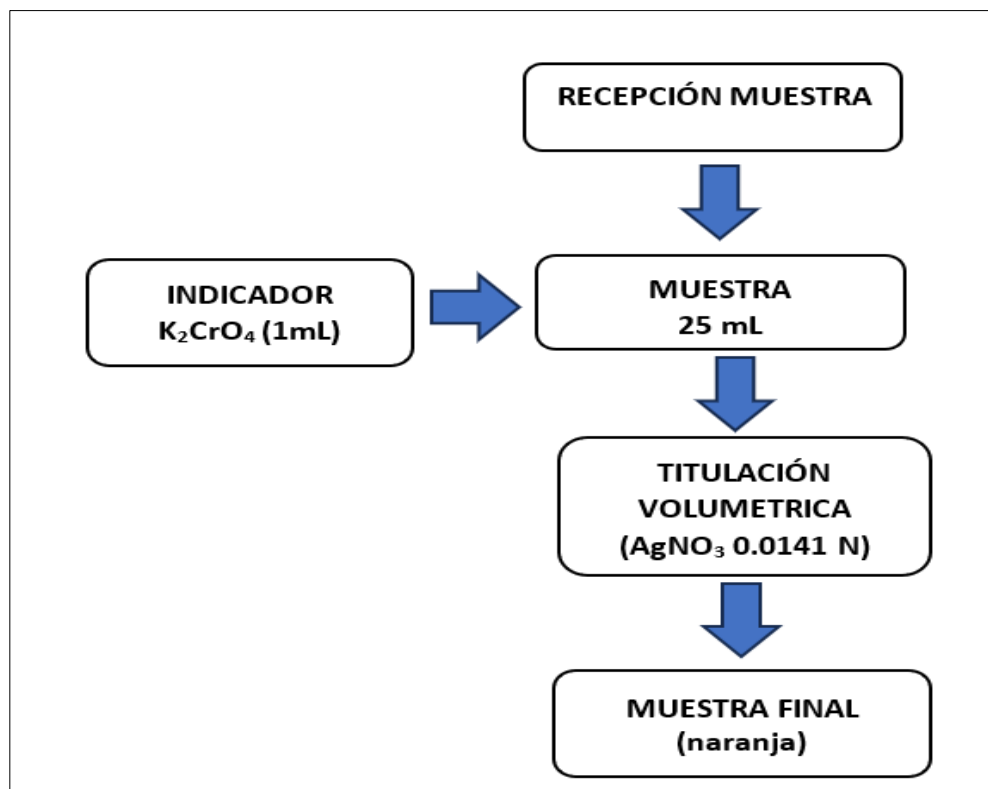 RECEPCIÓN MUESTRA
INDICADOR
K₂CrO₄ (1mL)
MUESTRA
25 mL
TITULACIÓN
VOLUMETRICA
(AgNO₃ 0.0141 N)
MUESTRA FINAL
(naranja)